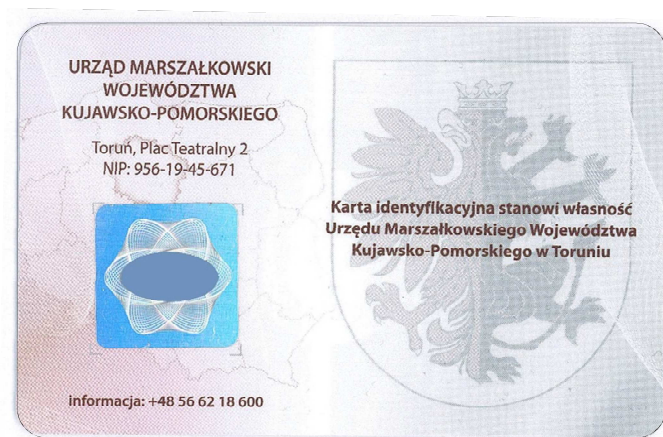 URZĄD MARSZAŁKOWSKI
WOJEWÓDZTWA
KUJAWSKO-POMORSKIEGO
Toruń, Plac Teatralny 2
NIP: 956-19-45-671
informacja: +48 56 62 18 600
Karta identyfikacyjna stanowi własność
Urzędu Marszałkowskiego Województwa
Kujawsko-Pomorskiego w Toruniu